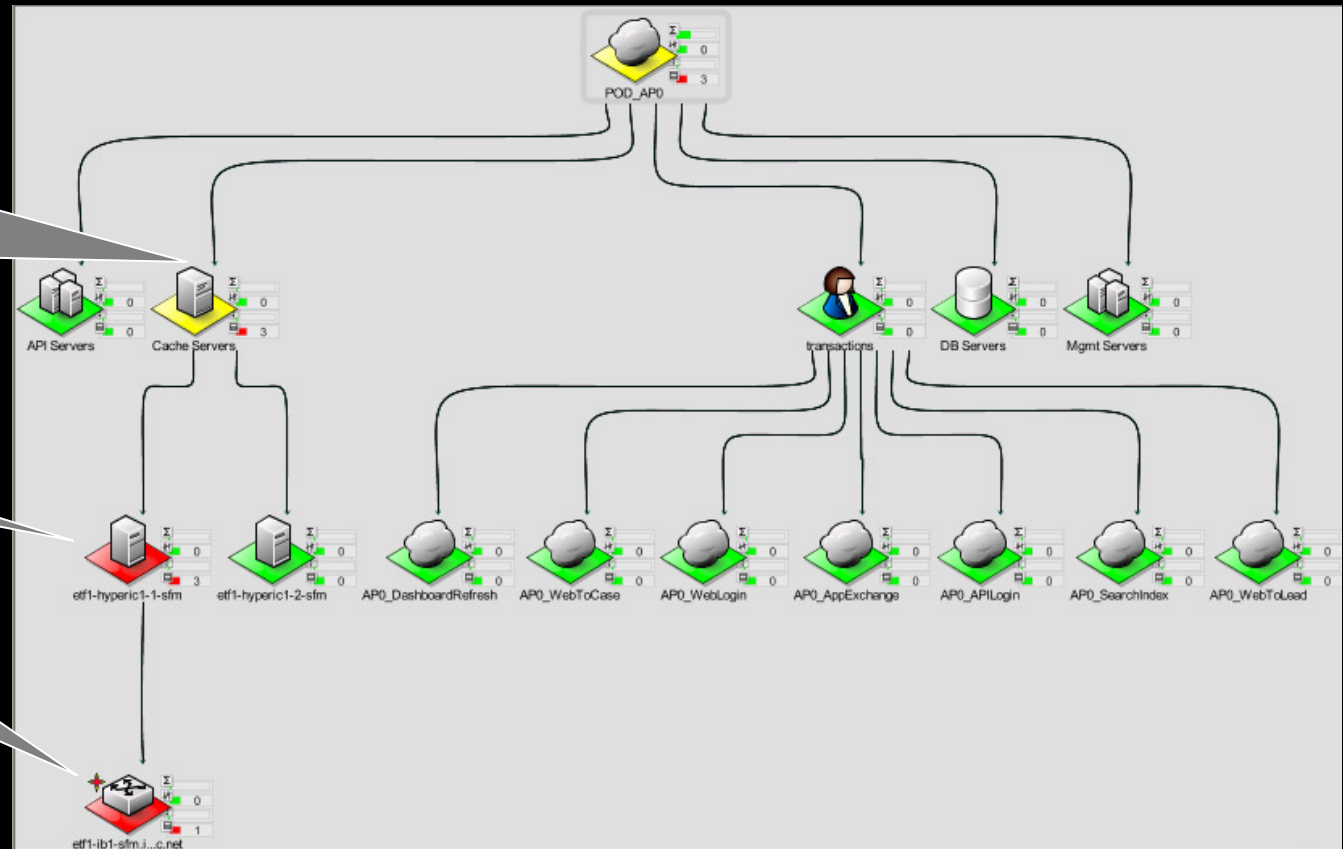 0
3
POD_AP0
0
0
0
0
0
3
0
0
0
0
0
API Servers
Cache Servers
transactions
DB Servers
Mgmt Servers
0
0
0
0
0
0
0
0
0
3
0
0
0
0
0
0
0
0
etf1-hyperic1-1-sfm
etf1-hyperic1-2-sfm
AP0_DashboardRefresh
AP0_WebToCase
AP0_WebLogin
AP0_AppExchange
AP0_APILogin
AP0_SearchIndex
AP0_WebToLead
0
1
etf1-ib1-sfm.i...c.net